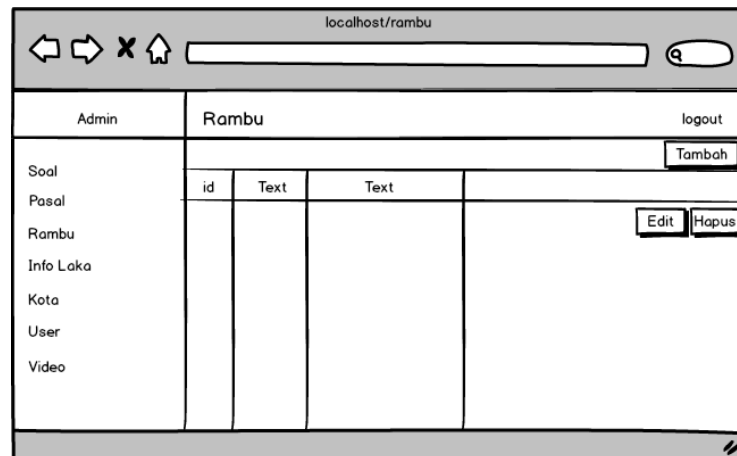 localhost/rambu
Admin
Rambu
logout
Tambah
Soal
Pasal
Rambu
Info Laka
Kota
User
Video
id
Text
Text
Edit
Hapus